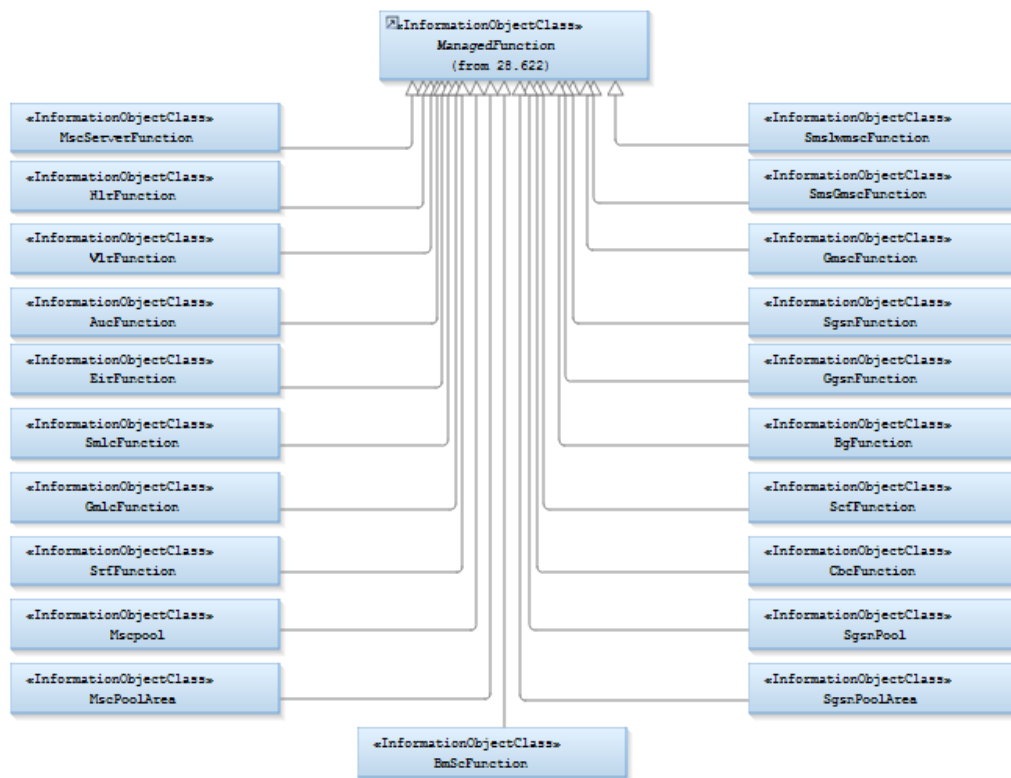 «InformationObjectClass»
ManagedFunction
(from 28.622)
«InformationObjectClass»
MscServerFunction
«InformationObjectClass»
HlrFunction
«InformationObjectClass»
VlrFunction
«InformationObjectClass»
AucFunction
«InformationObjectClass»
EirFunction
«InformationObjectClass»
SmlcFunction
«InformationObjectClass»
GmlcFunction
«InformationObjectClass»
SrfFunction
«InformationObjectClass»
Mscpool
«InformationObjectClass»
MscPoolArea
«InformationObjectClass»
SmsIwmscFunction
«InformationObjectClass»
SmsGmscFunction
«InformationObjectClass»
GmscFunction
«InformationObjectClass»
SgsnFunction
«InformationObjectClass»
GgsnFunction
«InformationObjectClass»
BgFunction
«InformationObjectClass»
ScfFunction
«InformationObjectClass»
CbcFunction
«InformationObjectClass»
SgsnPool
«InformationObjectClass»
SgsnPoolArea
«InformationObjectClass»
BmScFunction